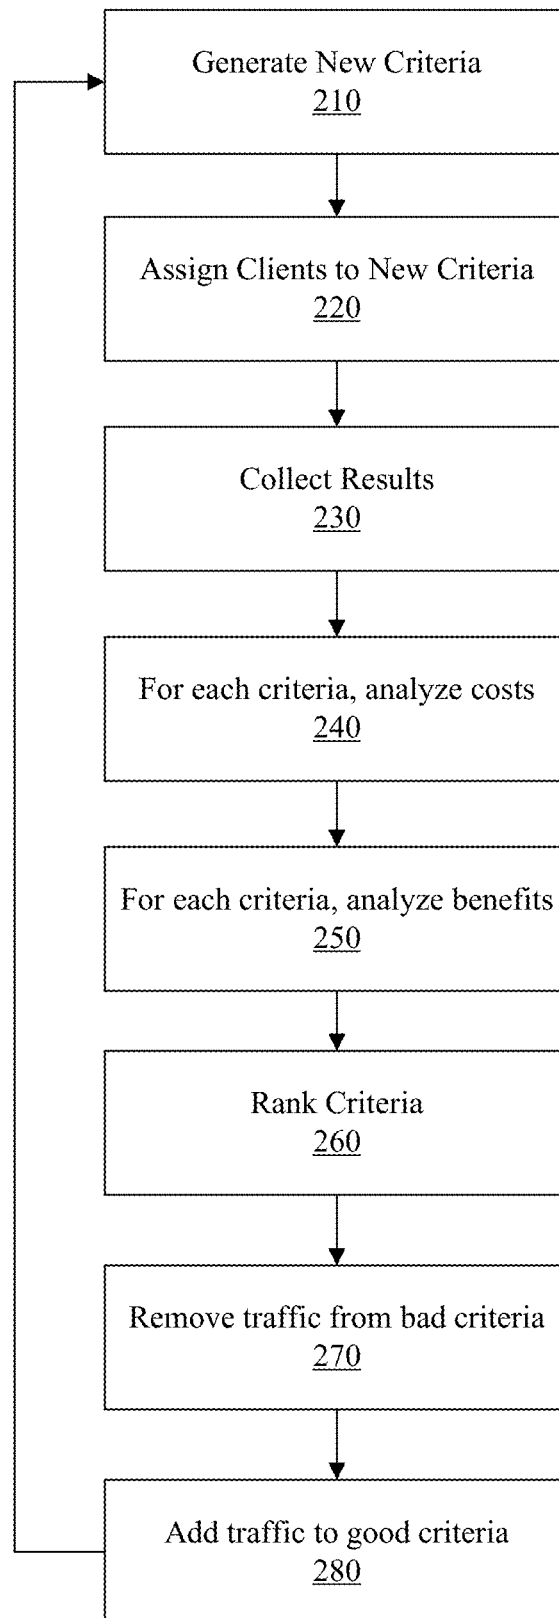 Generate New Criteria
210
Assign Clients to New Criteria
220
Collect Results
230
For each criteria, analyze costs
240
For each criteria, analyze benefits
250
Rank Criteria
260
Remove traffic from bad criteria
270
Add traffic to good criteria
280